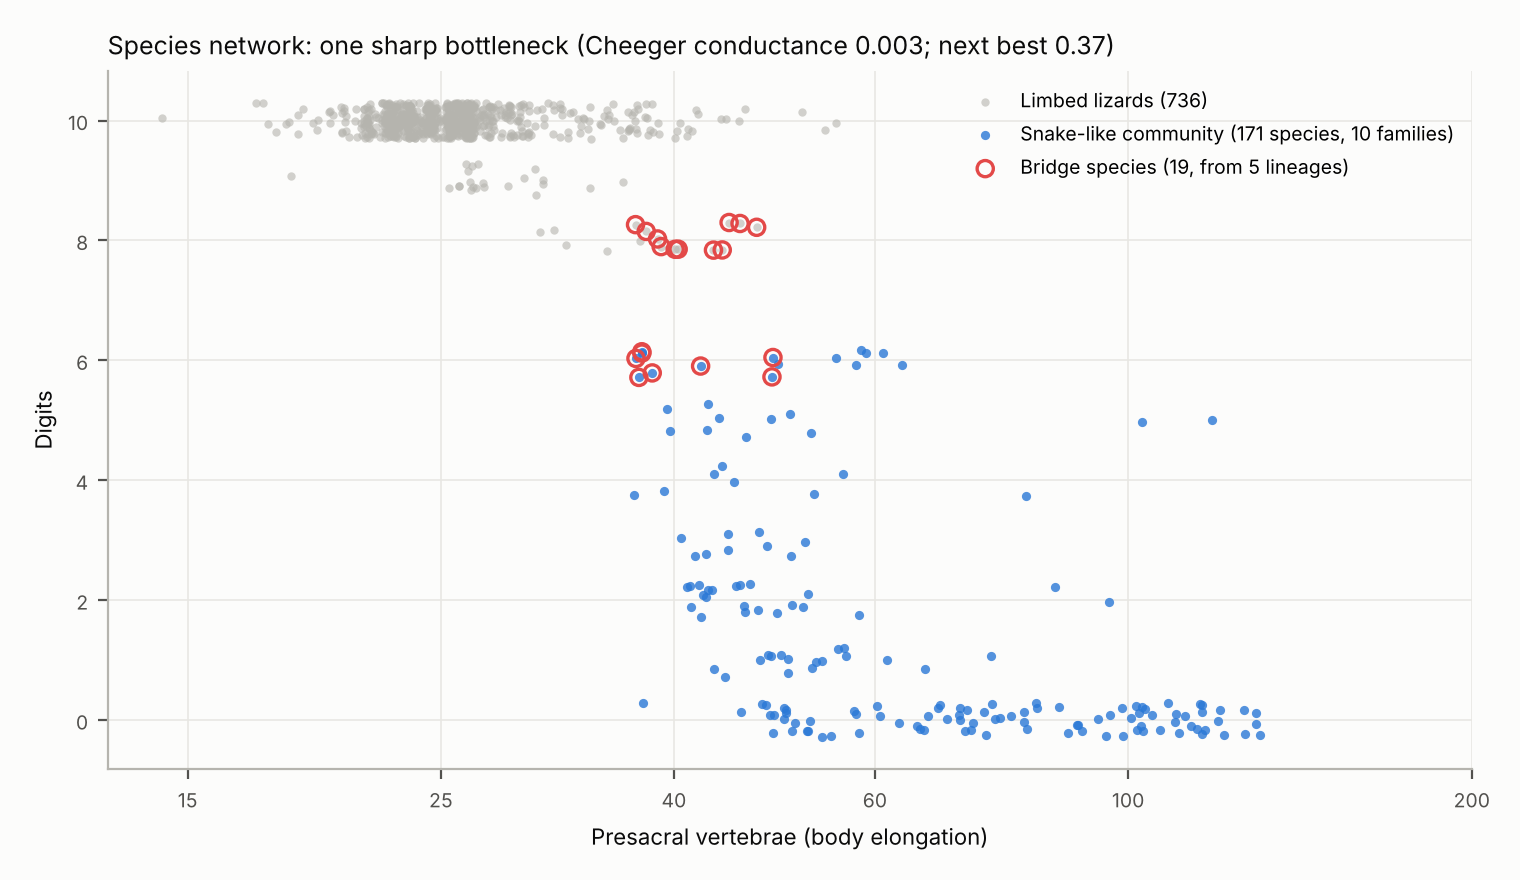 Species network: one sharp bottleneck (Cheeger conductance 0.003; next best 0.37)
Limbed lizards (736)
Snake-like community (171 species, 10 families)
Bridge species (19, from 5 lineages)
Digits
10
8
6
4
2
0
15 25 40 60 100 200
Presacral vertebrae (body elongation)